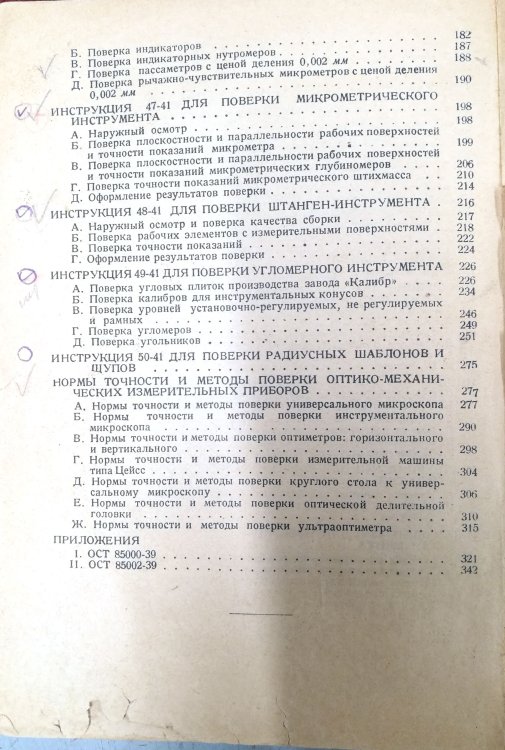 Б. Поверка индикаторов . . . . . . . . . . . . . . . . 182
В. Поверка индикаторных нутромеров . . . . . . . . . . 187
Г. Поверка пассаметров с ценой деления 0,002 мм . . . . . 188
Д. Поверка рычажно-чувствительных микрометров с ценой деления
0,002 мм . . . . . . . . . . . . . . . . 190
ИНСТРУКЦИЯ 47-41 ДЛЯ ПОВЕРКИ МИКРОМЕТРИЧЕСКОГО
ИНСТРУМЕНТА . . . . . . . . . . . . . . . . 198
А. Наружный осмотр . . . . . . . . . . . . . . . . 198
Б. Поверка плоскостности и параллельности рабочих поверхностей
и точности показаний микрометра . . . . . . . . . . 199
В. Поверка плоскостности и параллельности рабочих поверхностей
и точности показаний микрометрических глубиномеров . . . 206
Г. Поверка точности показаний микрометрического штихмасса . . 210
Д. Оформление результатов поверки . . . . . . . . . . 214
ИНСТРУКЦИЯ 48-41 ДЛЯ ПОВЕРКИ ШТАНГЕН-ИНСТРУМЕНТА . 216
А. Наружный осмотр и поверка качества сборки . . . . . . 217
Б. Поверка рабочих элементов с измерительными поверхностями . 218
В. Поверка точности показаний . . . . . . . . . . . . 222
Г. Оформление результатов поверки . . . . . . . . . . 224
ИНСТРУКЦИЯ 49-41 ДЛЯ ПОВЕРКИ УГЛОМЕРНОГО ИНСТРУМЕНТА 226
А. Поверка угловых плиток производства завода «Калибр» . . 226
Б. Поверка калибров для инструментальных конусов . . . . 234
В. Поверка уровней установочно-регулируемых, не регулируемых
и рамных . . . . . . . . . . . . . . . . 246
Г. Поверка угломеров . . . . . . . . . . . . . . . . 249
Д. Поверка угольников . . . . . . . . . . . . . . . . 251
ИНСТРУКЦИЯ 50-41 ДЛЯ ПОВЕРКИ РАДИУСНЫХ ШАБЛОНОВ И
ЩУПОВ . . . . . . . . . . . . . . . . 275
НОРМЫ ТОЧНОСТИ И МЕТОДЫ ПОВЕРКИ ОПТИКО-МЕХАНИ-
ЧЕСКИХ ИЗМЕРИТЕЛЬНЫХ ПРИБОРОВ . . . . . . . . . . 277
А. Нормы точности и методы поверки универсального микроскопа 277
Б. Нормы точности и методы поверки инструментального
микроскопа . . . . . . . . . . . . . . . . 290
В. Нормы точности и методы поверки оптиметров: горизонтального
и вертикального . . . . . . . . . . . . . . . . 298
Г. Нормы точности и методы поверки измерительной машины
типа Цейсс . . . . . . . . . . . . . . . . 304
Д. Нормы точности и методы поверки круглого стола к универ-
сальному микроскопу . . . . . . . . . . . . . . . . 306
Е. Нормы точности и методы поверки оптической делительной
головки . . . . . . . . . . . . . . . . 310
Ж. Нормы точности и методы поверки ультраоптиметра . . . . 315
ПРИЛОЖЕНИЯ
I. ОСТ 85000-39 . . . . . . . . . . . . . . . . 321
II. ОСТ 85002-39 . . . . . . . . . . . . . . . . 342